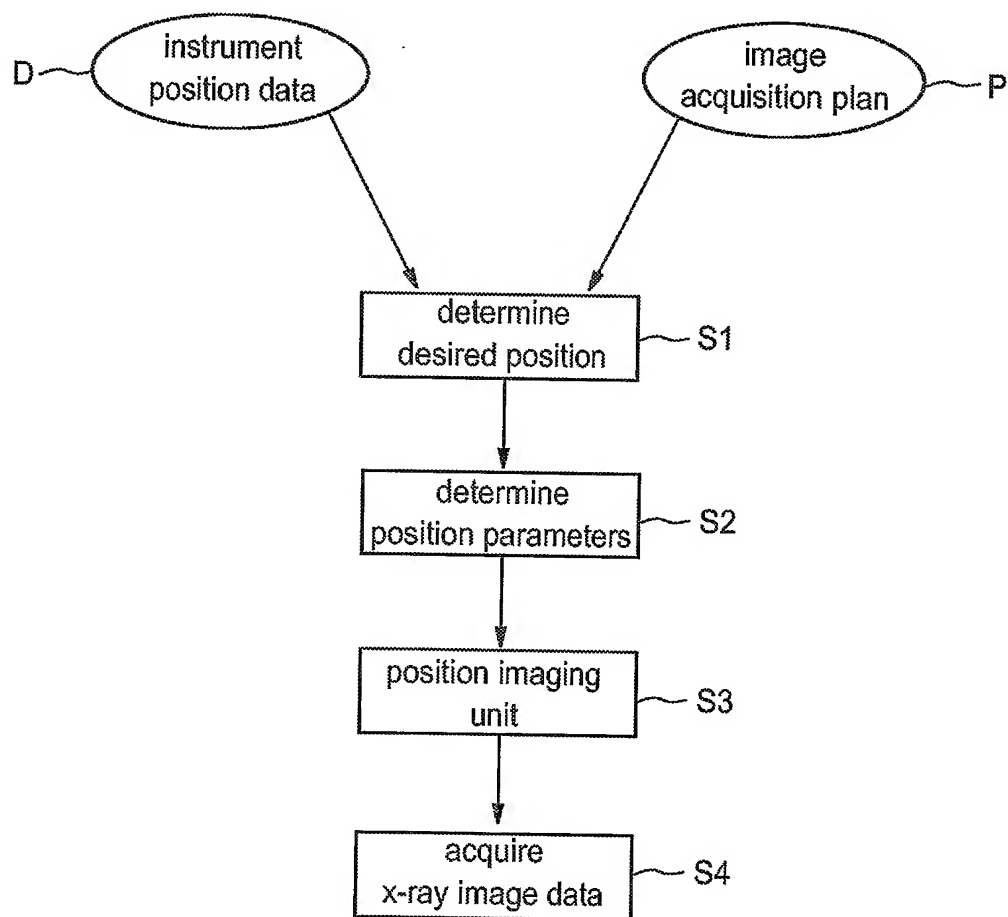 D
instrument
position data
image
acquisition plan
P
determine
desired position
S1
determine
position parameters
S2
position imaging
unit
S3
acquire
x-ray image data
S4